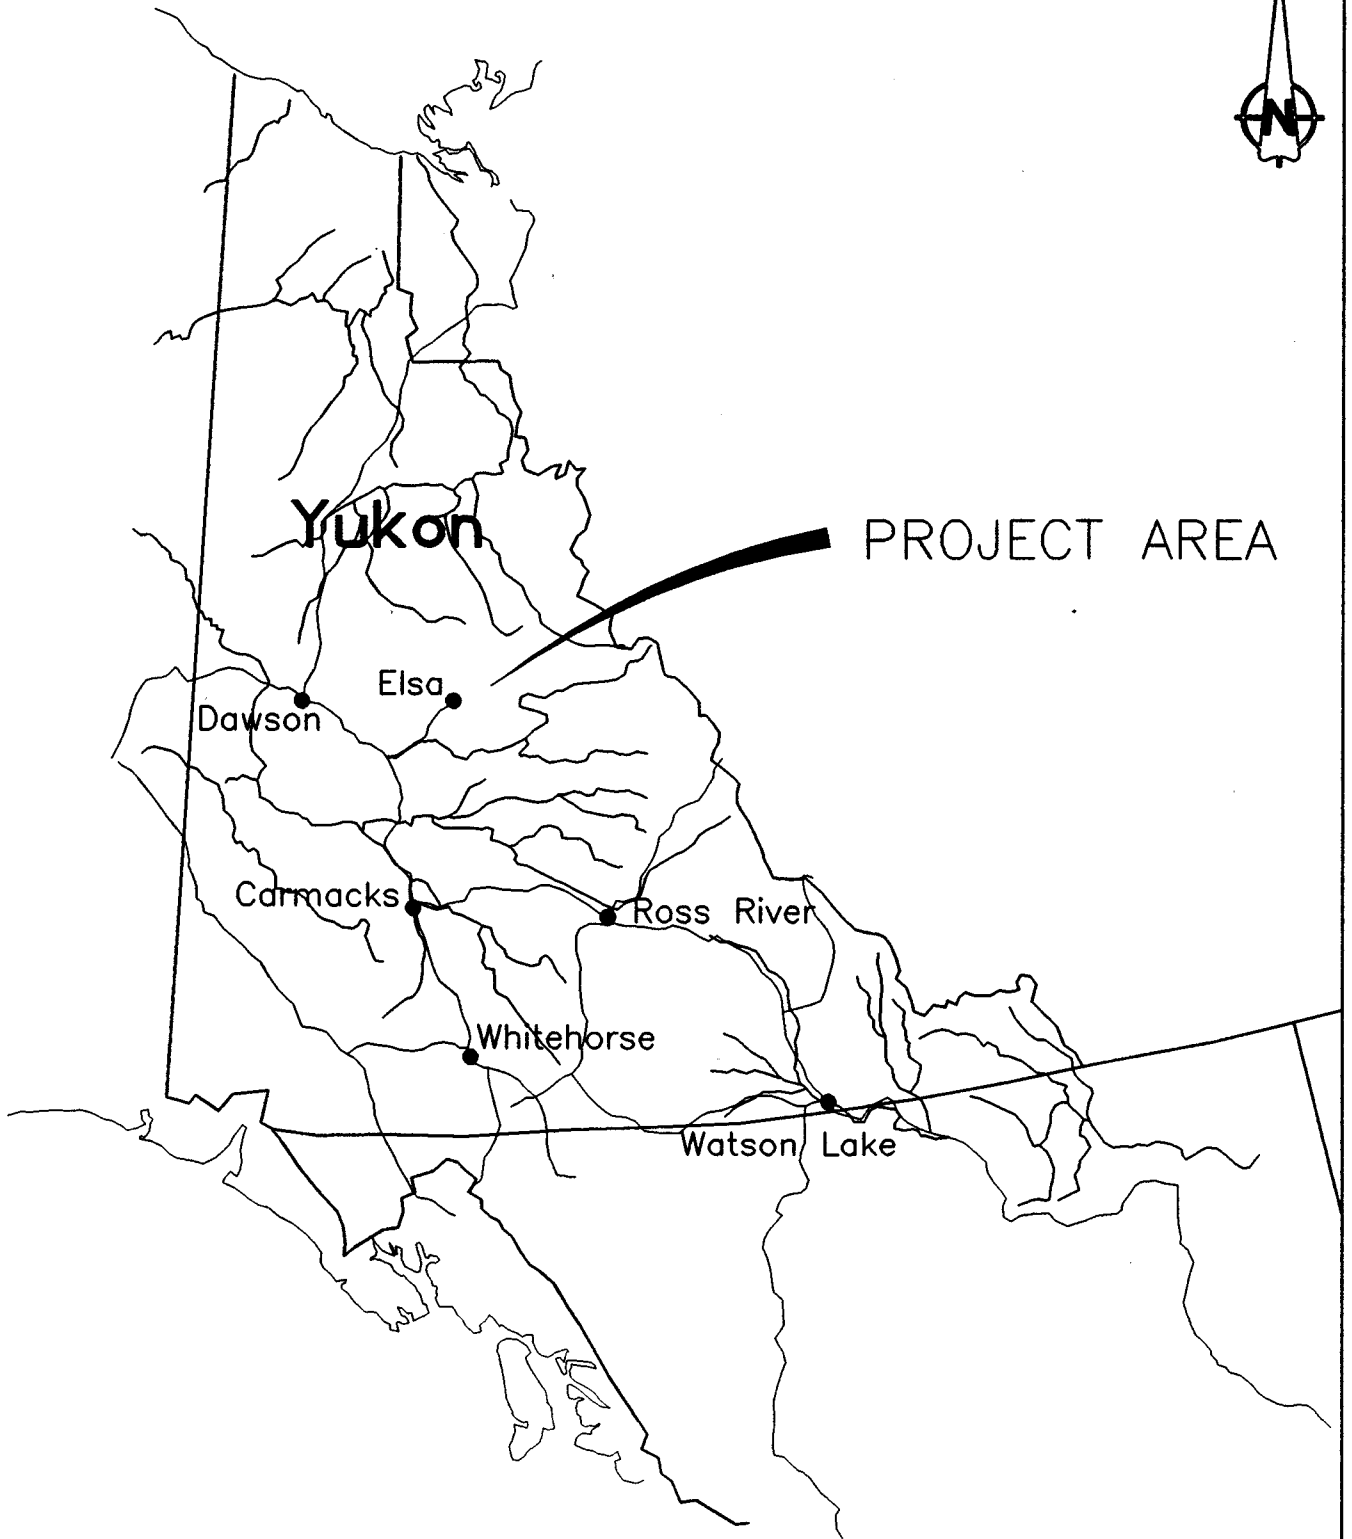 N
Yukon
PROJECT AREA
Elsa
Dawson
Carmacks
Ross River
Whitehorse
Watson Lake